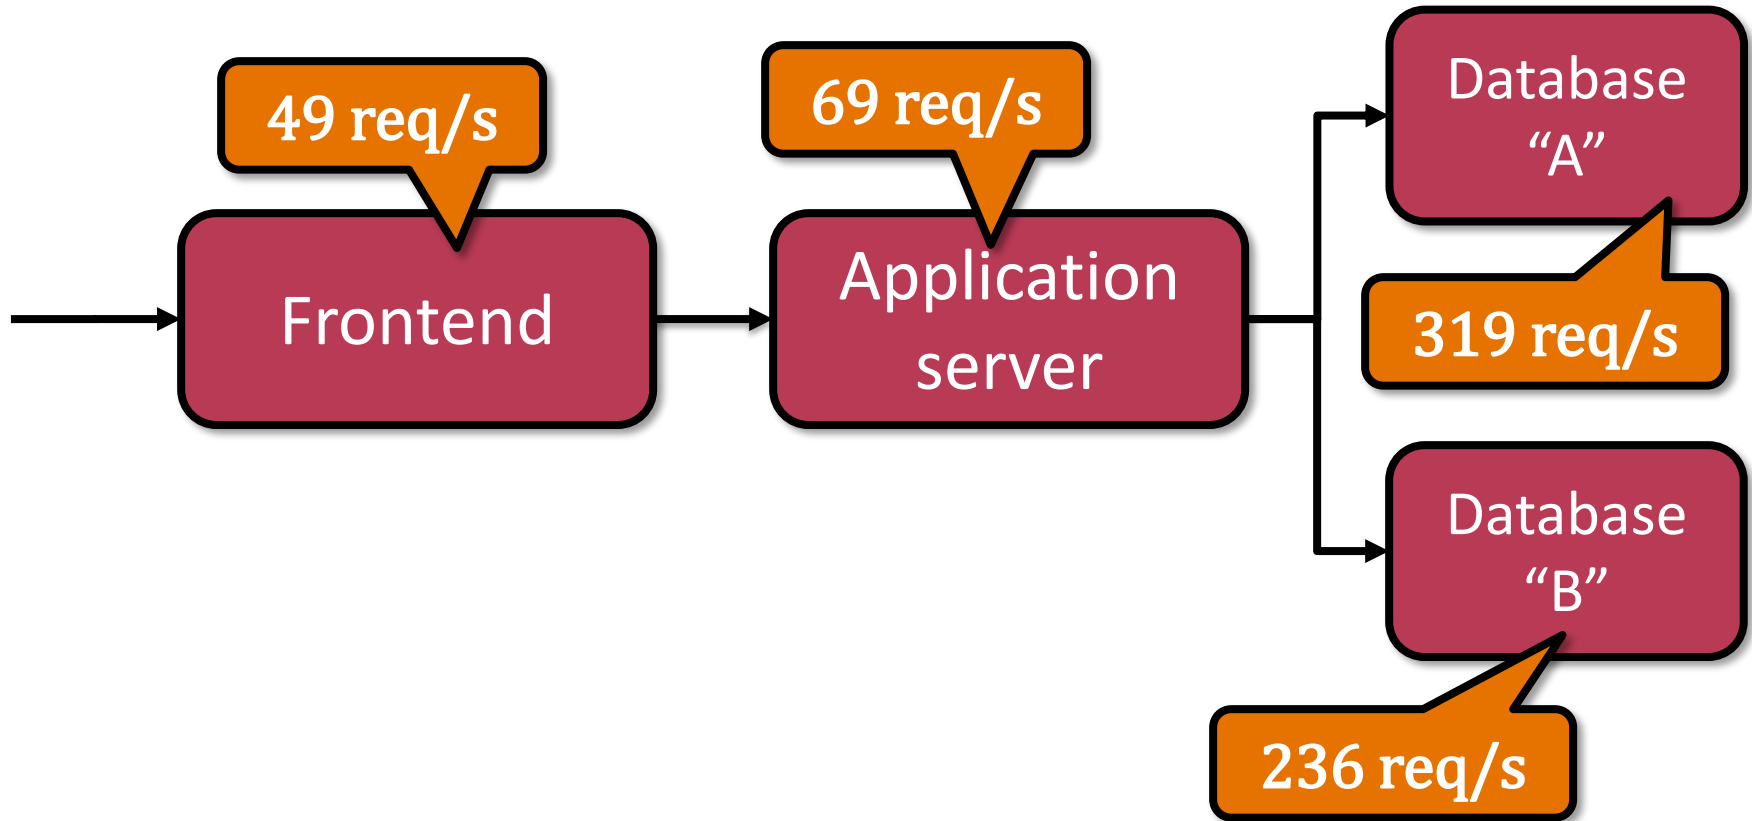 49 req/s
69 req/s
Database
“A”
Frontend
Application
server
319 req/s
Database
“B”
236 req/s